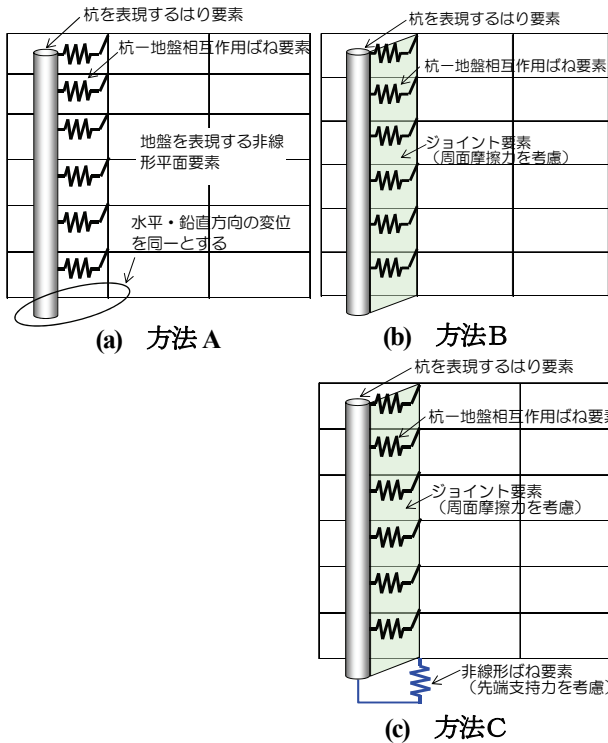 杭を表現するはり要素
杭ー地盤相互作用ばね要素
地盤を表現する非線
形平面要素
水平・鉛直方向の変位
を同一とする
(a) 方法A
杭を表現するはり要素
杭ー地盤相互作用ばね要素
ジョイント要素
(周面摩擦力を考慮)
(b) 方法B
杭を表現するはり要素
杭ー地盤相互作用ばね要素
ジョイント要素
(周面摩擦力を考慮)
非線形ばね要素
(先端支持力を考慮)
(c) 方法C